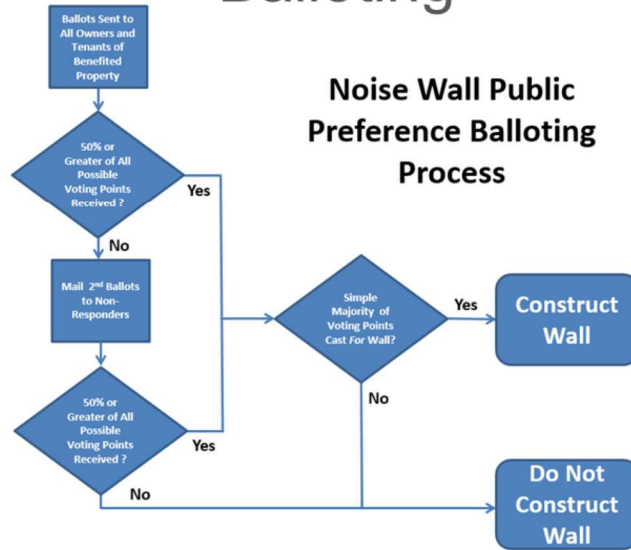 Balloting
Noise Wall Public
Preference Balloting
Process
Ballots Sent to
All Owners and
Tenants of
Benefited
Property
50% or
Greater of All
Possible
Voting Points
Received ?
Yes
No
Mail 2nd Ballots
to Non-
Responders
50% or
Greater of All
Possible
Voting Points
Received ?
Yes
No
Simple
Majority of
Voting Points
Cast For Wall?
Yes
No
Construct
Wall
Do Not
Construct
Wall